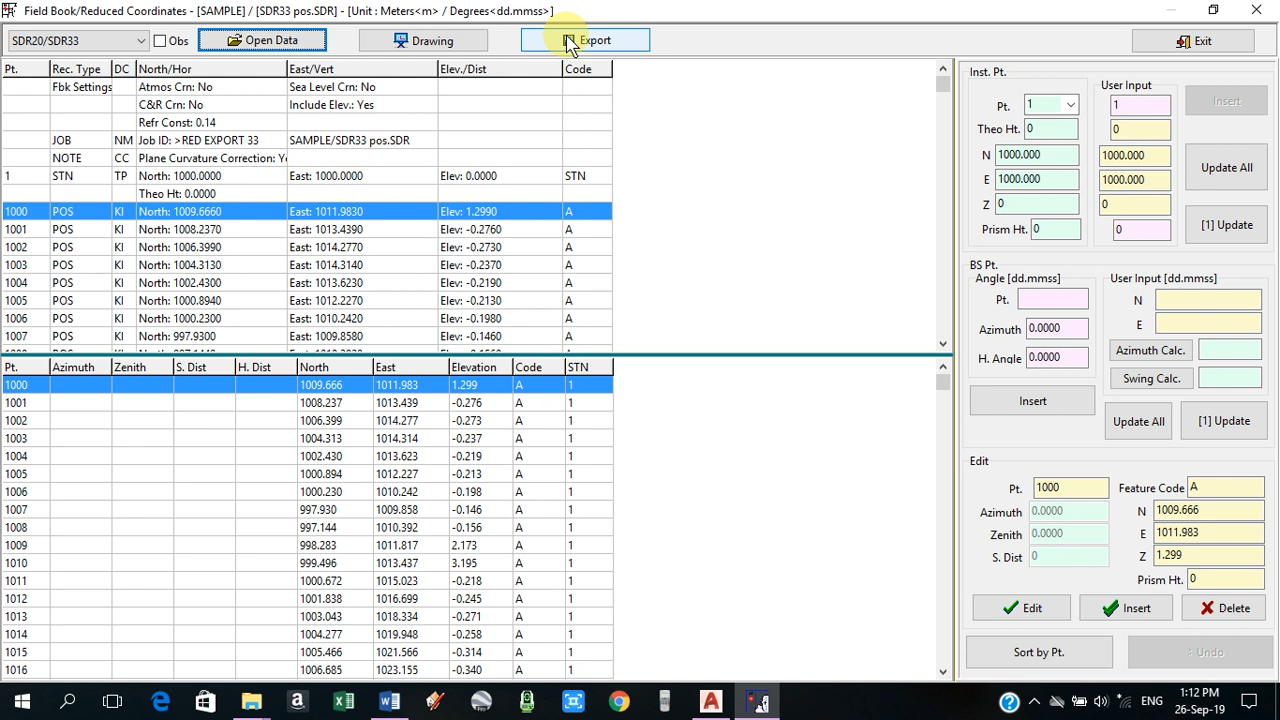 Field Book/Reduced Coordinates - [SAMPLE] / [SDR33 pos.SDR] - [Unit : Meters<m> / Degrees<dd.mmss>]
SDR20/SDR33 Obs Open Data Drawing Export Exit
Pt. Rec. Type DC North/Hor East/Vert Elev./Dist Code
Fbk Settings Atmos Crn: No Sea Level Crn: No
C&R Crn: No Include Elev.: Yes
Refr Const: 0.14
JOB NM Job ID: >RED EXPORT 33 SAMPLE/SDR33 pos.SDR
NOTE CC Plane Curvature Correction: Y
1 STN TP North: 1000.0000 East: 1000.0000 Elev: 0.0000 STN
Theo Ht: 0.0000
1000 POS KI North: 1009.6660 East: 1011.9830 Elev: 1.2990 A
1001 POS KI North: 1008.2370 East: 1013.4390 Elev: -0.2760 A
1002 POS KI North: 1006.3990 East: 1014.2770 Elev: -0.2730 A
1003 POS KI North: 1004.3130 East: 1014.3140 Elev: -0.2370 A
1004 POS KI North: 1002.4300 East: 1013.6230 Elev: -0.2190 A
1005 POS KI North: 1000.8940 East: 1012.2270 Elev: -0.2130 A
1006 POS KI North: 1000.2300 East: 1010.2420 Elev: -0.1980 A
1007 POS KI North: 997.9300 East: 1009.8580 Elev: -0.1460 A
Pt. Azimuth Zenith S. Dist H. Dist North East Elevation Code STN
1000 1009.666 1011.983 1.299 A 1
1001 1008.237 1013.439 -0.276 A 1
1002 1006.399 1014.277 -0.273 A 1
1003 1004.313 1014.314 -0.237 A 1
1004 1002.430 1013.623 -0.219 A 1
1005 1000.894 1012.227 -0.213 A 1
1006 1000.230 1010.242 -0.198 A 1
1007 997.930 1009.858 -0.146 A 1
1008 997.144 1010.392 -0.156 A 1
1009 998.283 1011.817 2.173 A 1
1010 999.496 1013.437 3.195 A 1
1011 1000.672 1015.023 -0.218 A 1
1012 1001.838 1016.699 -0.245 A 1
1013 1003.043 1018.334 -0.271 A 1
1014 1004.277 1019.948 -0.258 A 1
1015 1005.466 1021.566 -0.314 A 1
1016 1006.685 1023.155 -0.340 A 1
Inst. Pt.
User Input
Pt. 1 1 Insert
Theo Ht. 0 0
N 1000.000 1000.000 Update All
E 1000.000 1000.000
Z 0 0
Prism Ht. 0 0 [1] Update
BS Pt.
Angle [dd.mmss] User Input [dd.mmss]
Pt. N
Azimuth 0.0000 E
H. Angle 0.0000 Azimuth Calc.
Swing Calc.
Insert Update All [1] Update
Edit
Pt. 1000 Feature Code A
Azimuth 0.0000 N 1009.666
Zenith 0.0000 E 1011.983
S. Dist 0 Z 1.299
Prism Ht. 0
Edit Insert Delete
Sort by Pt. Undo
ENG 1:12 PM
26-Sep-19